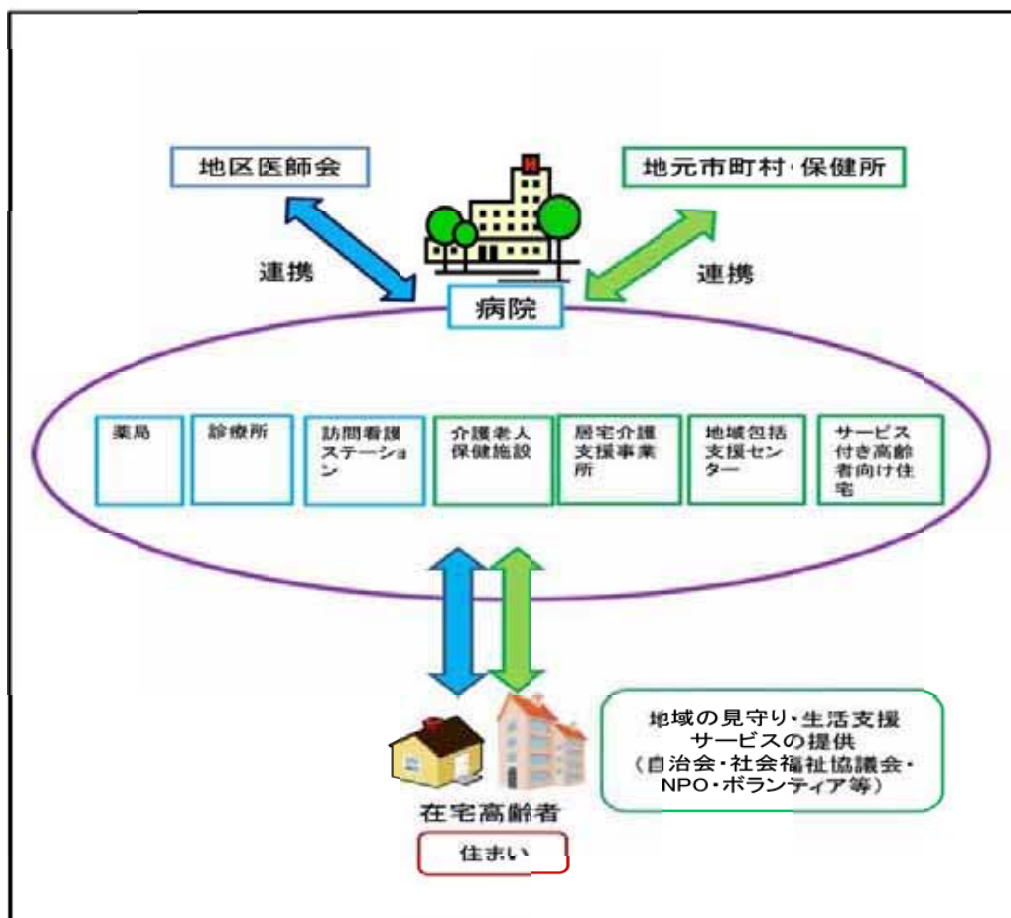 H
地区医師会
地元市町村・保健所
連携
連携
病院
薬局
診療所
訪問看護
ステーショ
ン
介護老人
保健施設
居宅介護
支援事業
所
地域包括
支援セン
ター
サービス
付き高齢
者向け住
宅
地域の見守り・生活支援
サービスの提供
（自治会・社会福祉協議会・
NPO・ボランティア等）
在宅高齢者
住まい